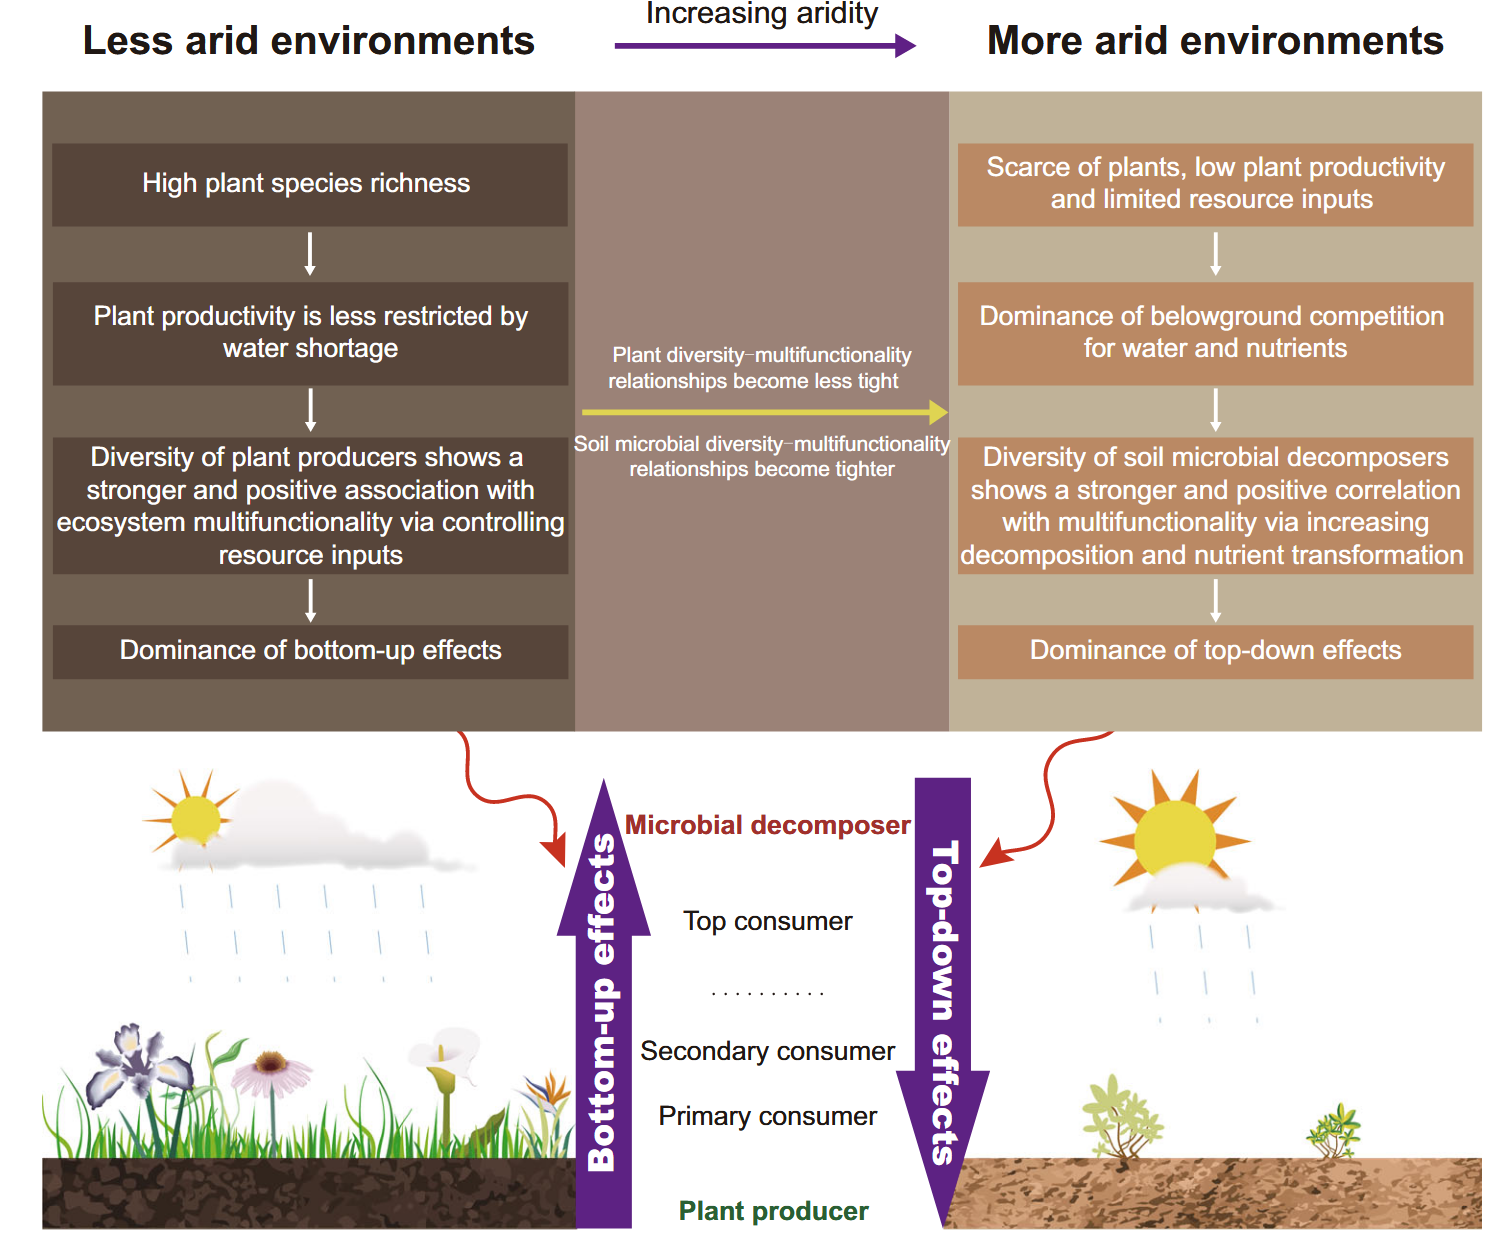 Increasing aridity
Less arid environments
More arid environments
High plant species richness
Plant productivity is less restricted by
water shortage
Diversity of plant producers shows a
stronger and positive association with
ecosystem multifunctionality via controlling
resource inputs
Dominance of bottom-up effects
Plant diversity–multifunctionality
relationships become less tight
Soil microbial diversity–multifunctionality
relationships become tighter
Scarce of plants, low plant productivity
and limited resource inputs
Dominance of belowground competition
for water and nutrients
Diversity of soil microbial decomposers
shows a stronger and positive correlation
with multifunctionality via increasing
decomposition and nutrient transformation
Dominance of top-down effects
Bottom-up effects
Microbial decomposer
Top consumer
..........
Secondary consumer
Primary consumer
Plant producer
Top-down effects